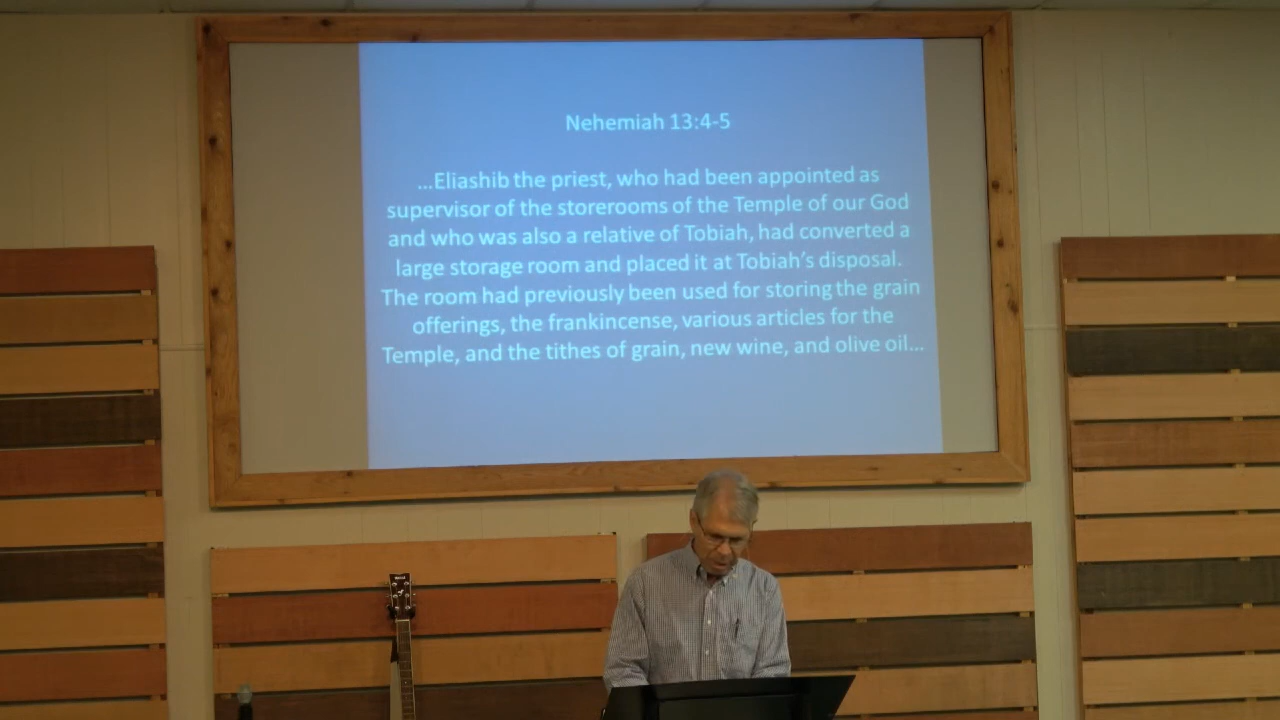 Nehemiah 13:4-5
...Eliashib the priest, who had been appointed as
supervisor of the storerooms of the Temple of our God
and who was also a relative of Tobiah, had converted a
large storage room and placed it at Tobiah's disposal.
The room had previously been used for storing the grain
offerings, the frankincense, various articles for the
Temple, and the tithes of grain, new wine, and olive oil...